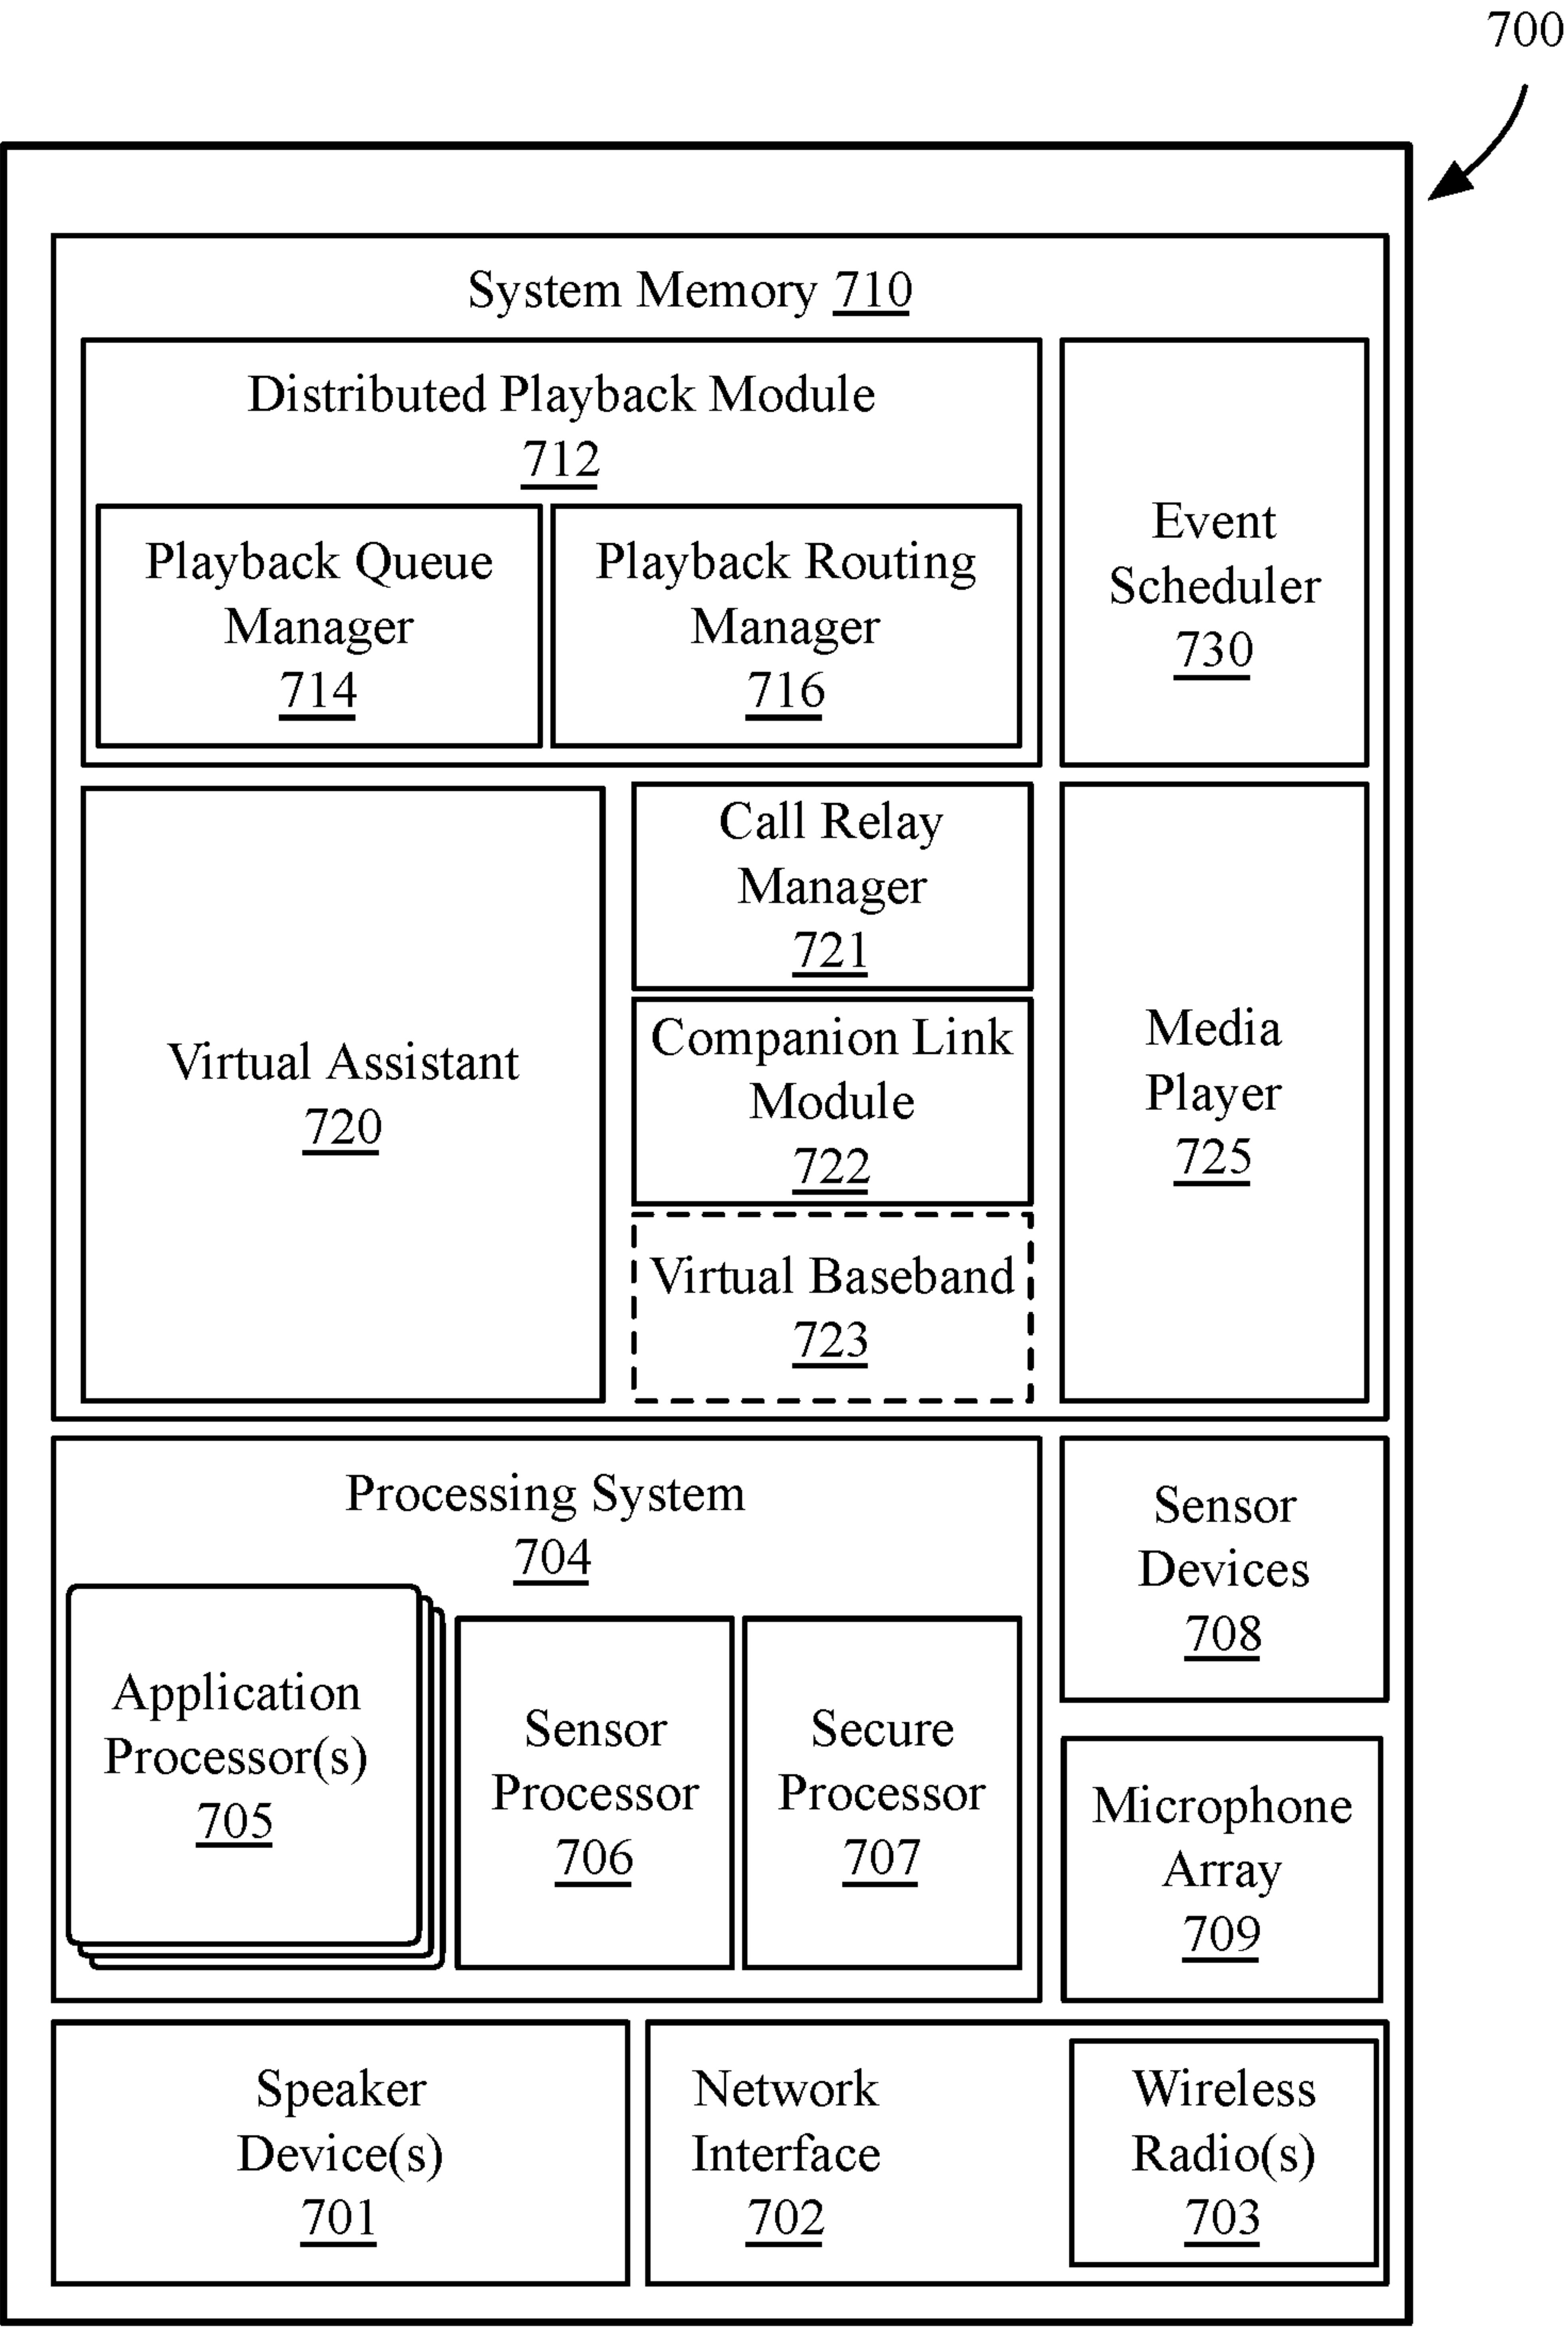 700
System Memory 710
Distributed Playback Module
712
Playback Queue
Manager
714
Playback Routing
Manager
716
Event
Scheduler
730
Virtual Assistant
720
Call Relay
Manager
721
Companion Link
Module
722
Virtual Baseband
723
Media
Player
725
Processing System
704
Application
Processor(s)
705
Sensor
Processor
706
Secure
Processor
707
Sensor
Devices
708
Microphone
Array
709
Speaker
Device(s)
701
Network
Interface
702
Wireless
Radio(s)
703